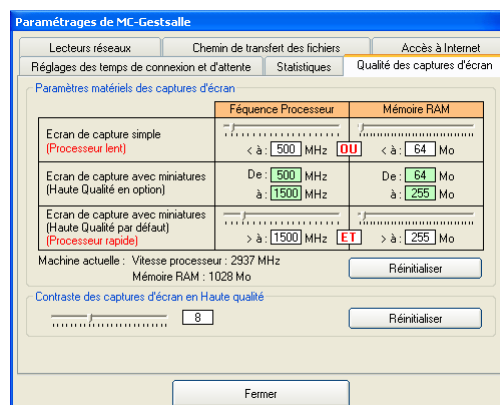 Paramétrages de MC-Gestsalle
Lecteurs réseaux
Chemin de transfert des fichiers
Accès à Internet
Réglages des temps de connexion et d'attente
Statistiques
Qualité des captures d'écran
Paramètres matériels des captures d'écran
Féquence Processeur
Mémoire RAM
Ecran de capture simple
(Processeur lent)
< à : 500 MHz OU < à : 64 Mo
Ecran de capture avec miniatures
(Haute Qualité en option)
De : 500 MHz De : 64 Mo
à : 1500 MHz à : 255 Mo
Ecran de capture avec miniatures
(Haute Qualité par défaut)
(Processeur rapide)
> à : 1500 MHz ET > à : 255 Mo
Machine actuelle : Vitesse processeur : 2937 MHz
Mémoire RAM : 1028 Mo
Réinitialiser
Contraste des captures d'écran en Haute qualité
8
Réinitialiser
Fermer